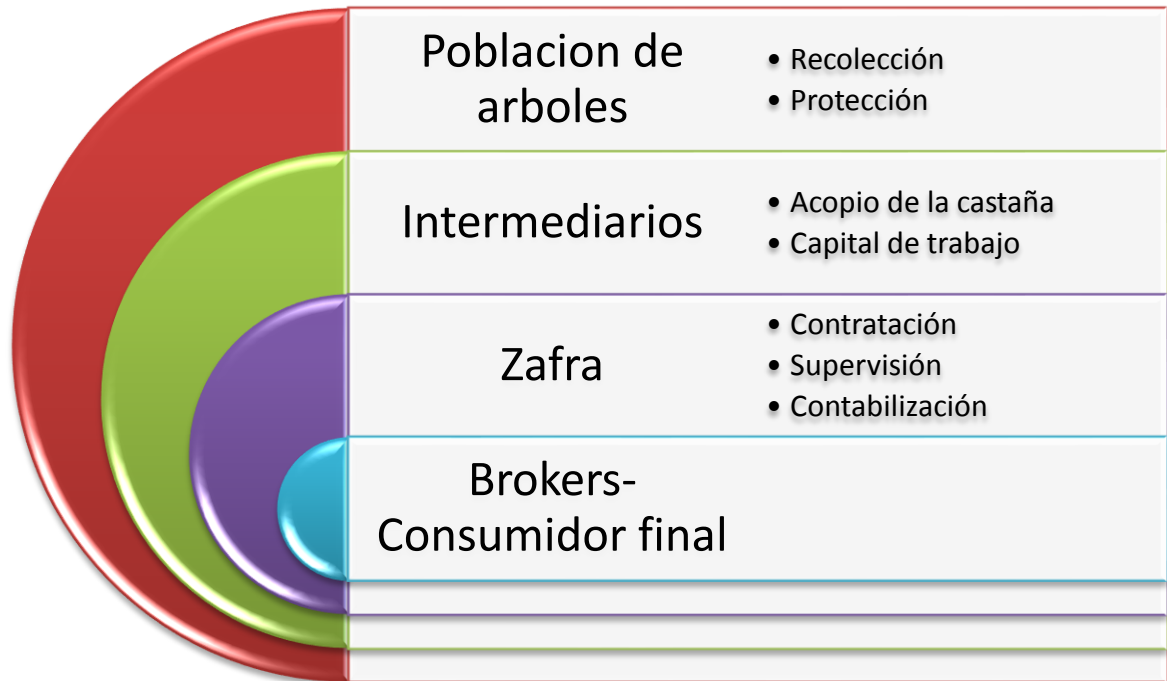 Poblacion de
arboles
• Recolección
• Protección
Intermediarios
• Acopio de la castaña
• Capital de trabajo
Zafra
• Contratación
• Supervisión
• Contabilización
Brokers-
Consumidor final